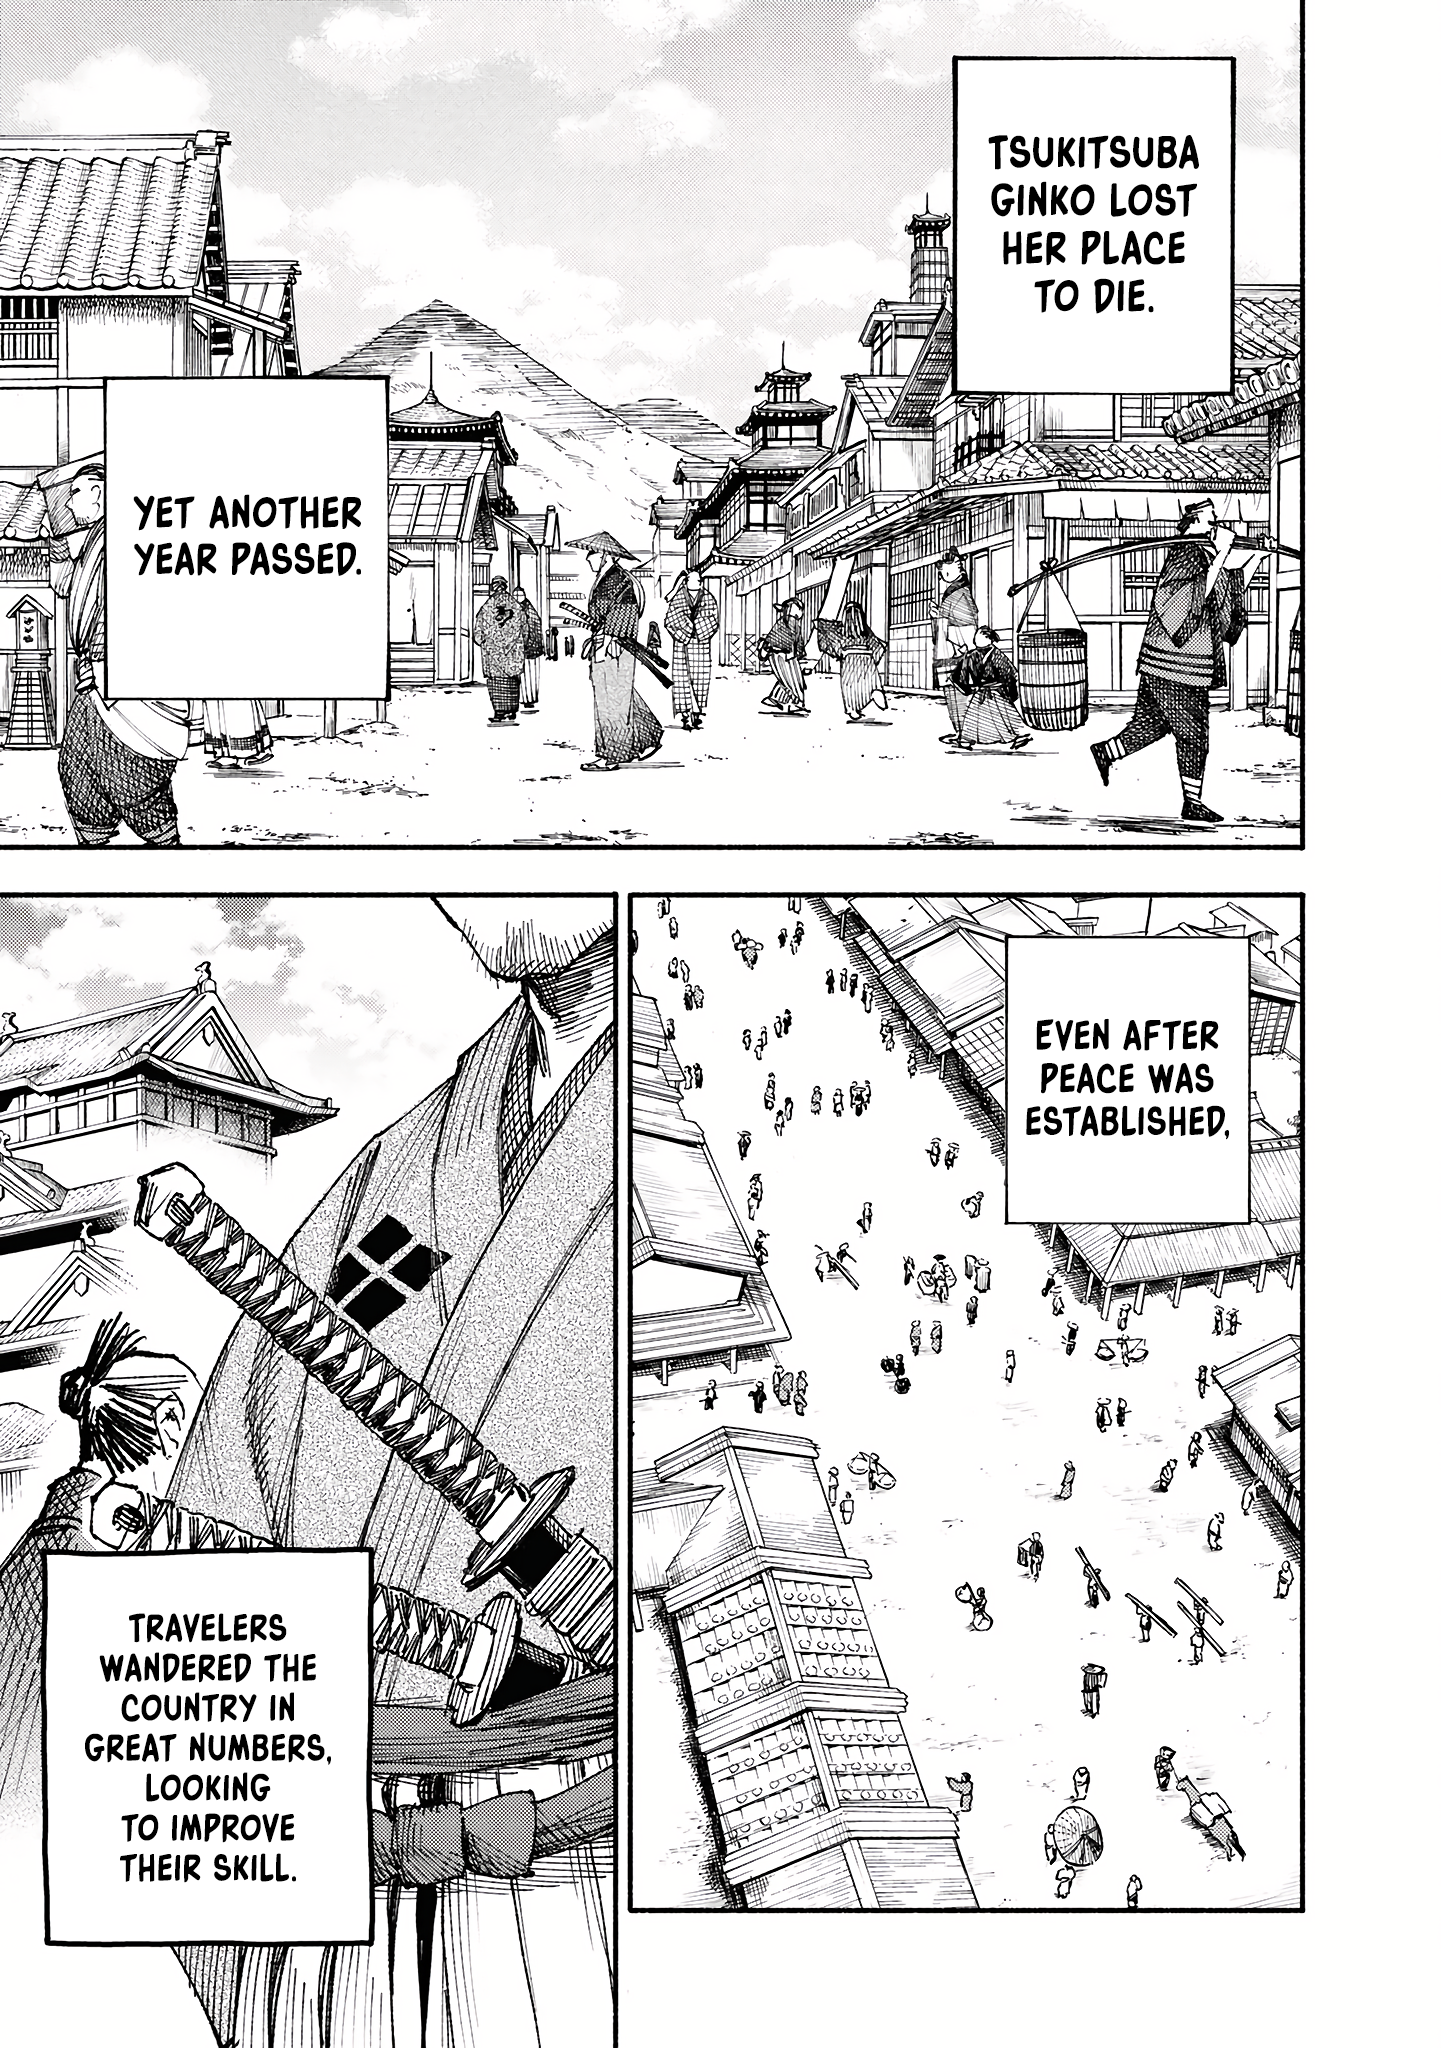 TSUKITSUBA
GINKO LOST
HER PLACE
TO DIE.
YET ANOTHER
YEAR PASSED.
EVEN AFTER
PEACE WAS
ESTABLISHED,
TRAVELERS
WANDERED THE
COUNTRY IN
GREAT NUMBERS,
LOOKING
TO IMPROVE
THEIR SKILL.